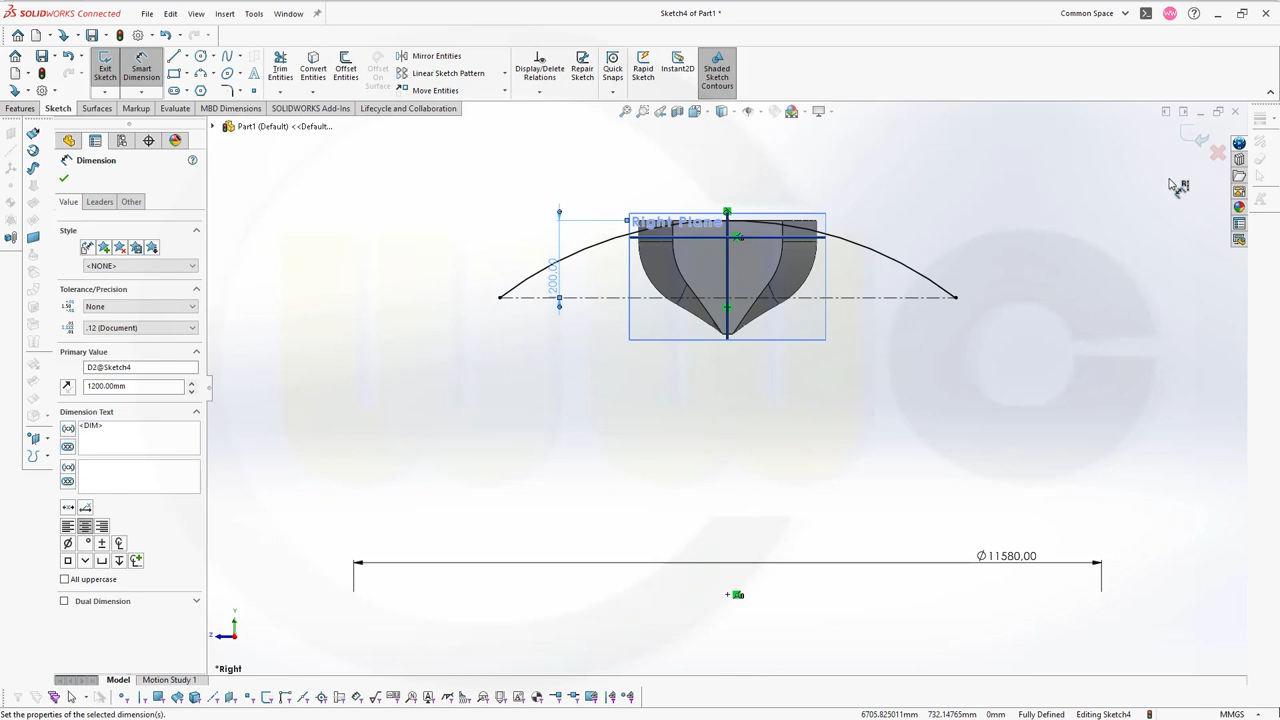 SOLIDWORKS Connected
File
Edit
View
Insert
Tools
Window
Sketch4 of Part1 *
Common Space
WW
Exit Sketch
Smart Dimension
Trim Entities
Convert Entities
Offset Entities
Offset On Surface
Mirror Entities
Linear Sketch Pattern
Move Entities
Display/Delete Relations
Repair Sketch
Quick Snaps
Rapid Sketch
Instant2D
Shaded Sketch Contours
Features
Sketch
Surfaces
Markup
Evaluate
MBD Dimensions
SOLIDWORKS Add-Ins
Lifecycle and Collaboration
Part1 (Default) <<Default...
Dimension
Value
Leaders
Other
Style
<NONE>
Tolerance/Precision
None
.12 (Document)
Primary Value
D2@Sketch4
1200.00mm
Dimension Text
<DIM>
All uppercase
Dual Dimension
Right Plane
Ø11580,00
Y
Z
*Right
Model
Motion Study 1
Set the properties of the selected dimension(s).
6705.825011mm
732.14765mm
0mm
Fully Defined
Editing Sketch4
MMGS